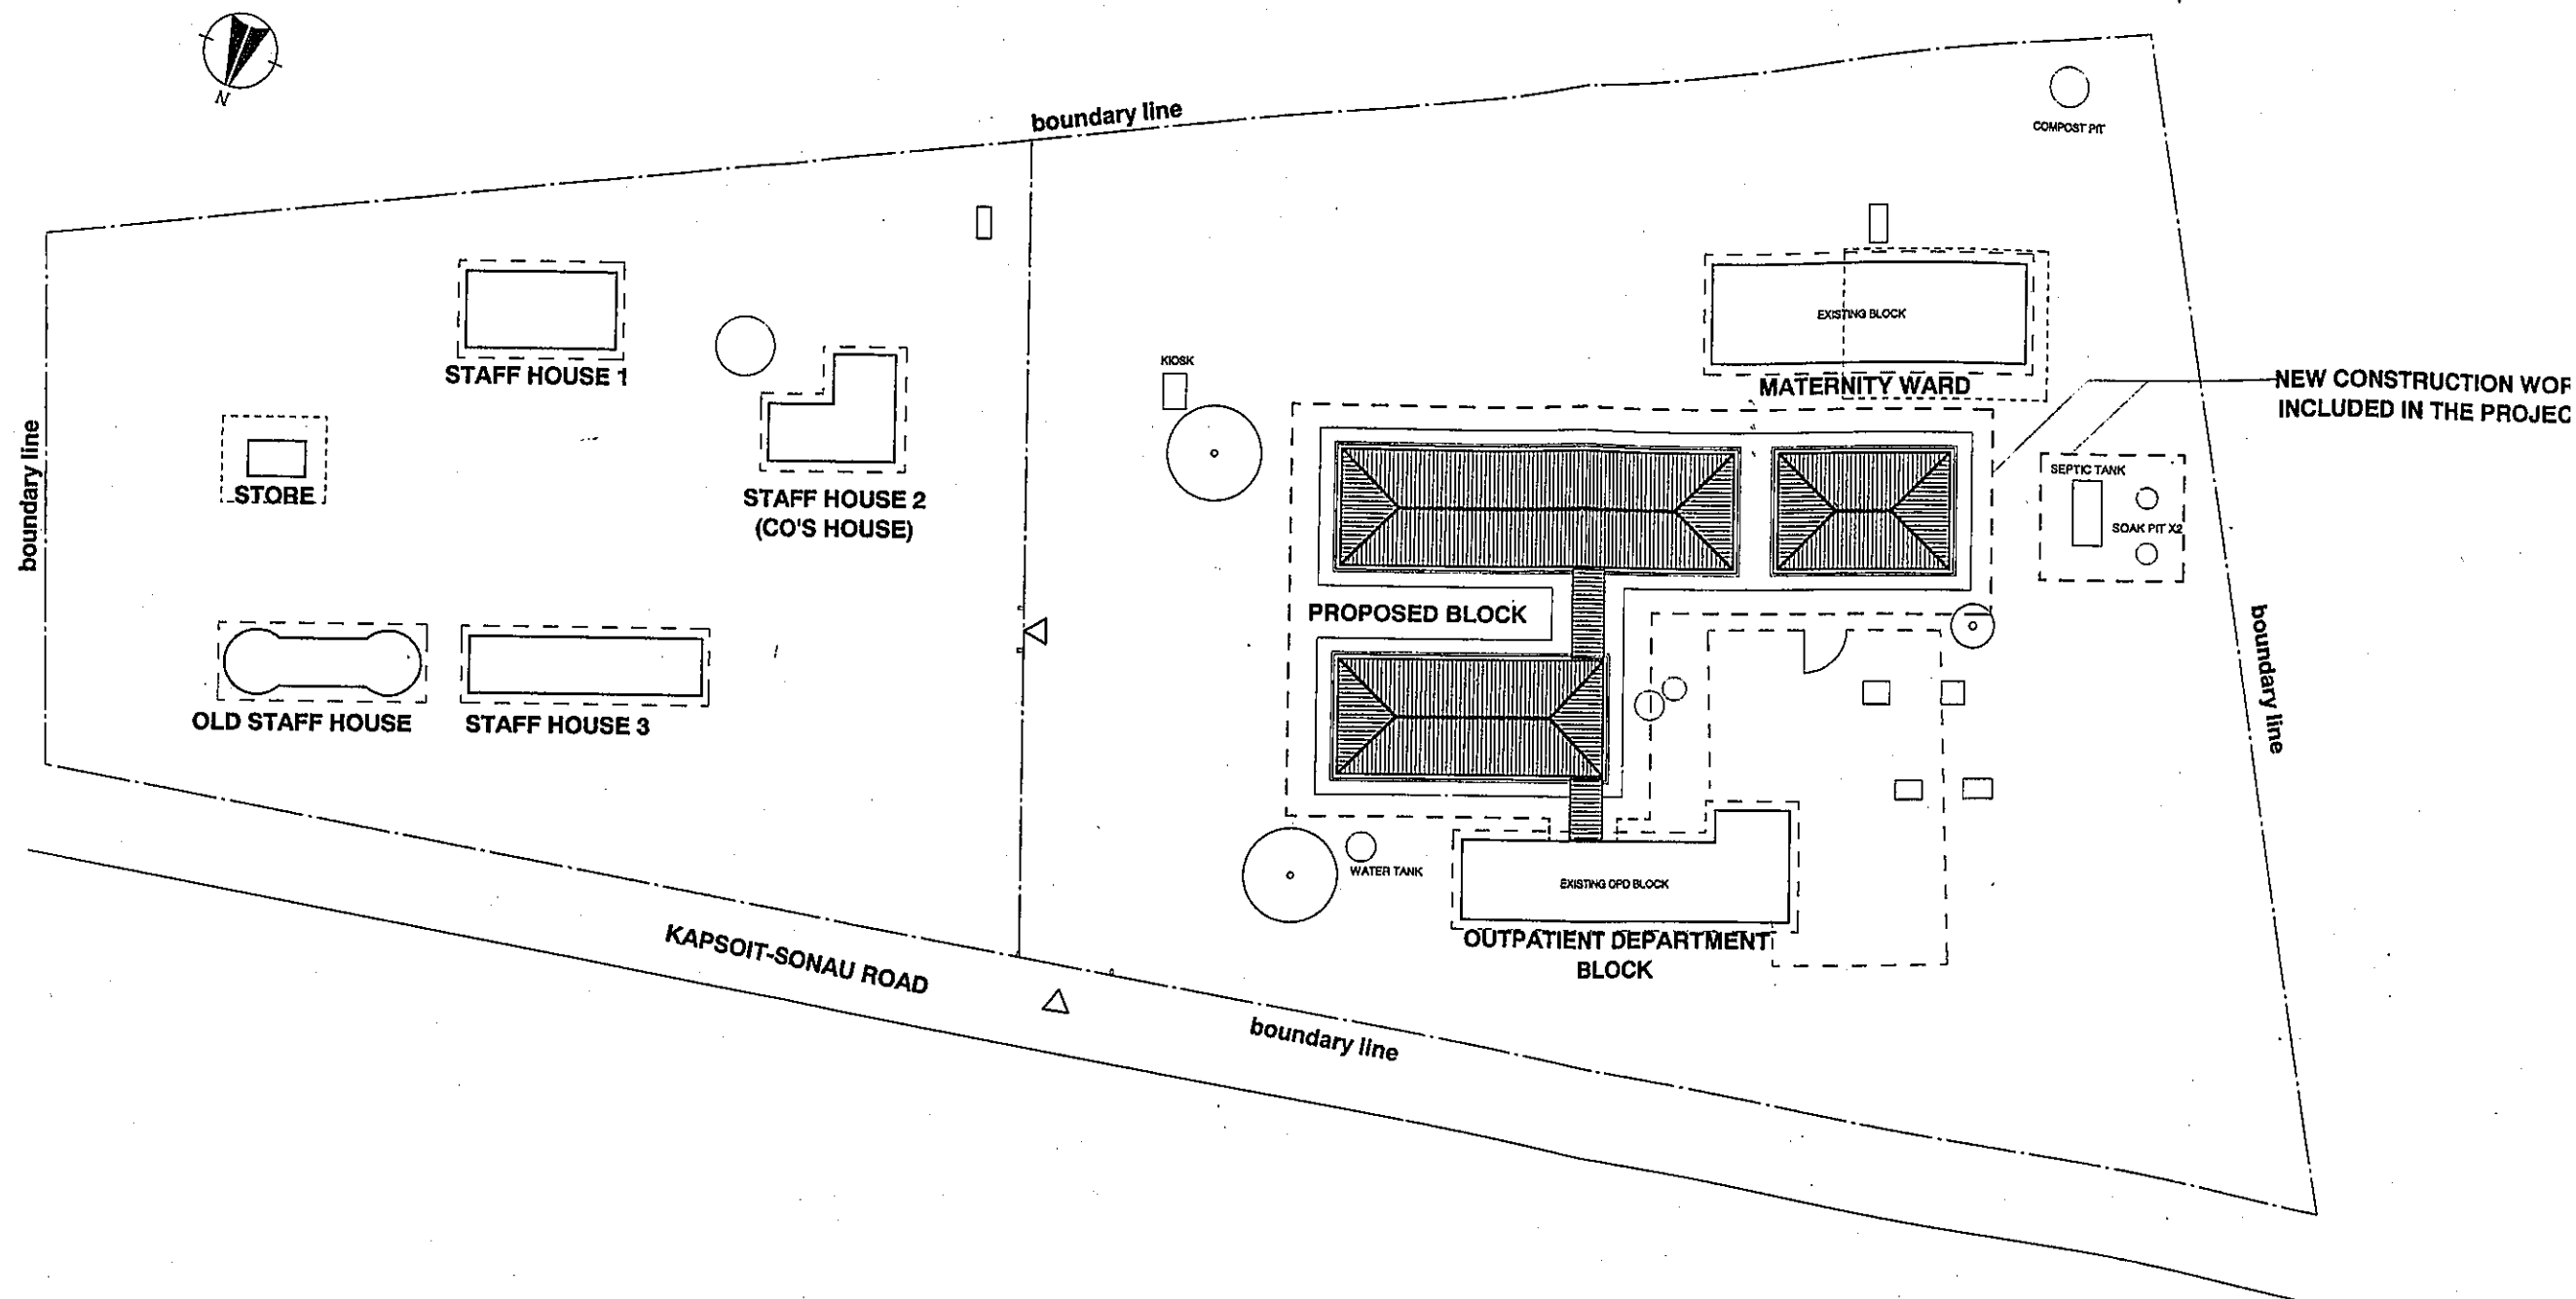 N
boundary line
COMPOST PIT
EXISTING BLOCK
MATERNITY WARD
KIOSK
STAFF HOUSE 1
NEW CONSTRUCTION WOR
INCLUDED IN THE PROJEC
boundary line
STORE
STAFF HOUSE 2
(CO'S HOUSE)
SEPTIC TANK
SOAK PIT X2
PROPOSED BLOCK
boundary line
OLD STAFF HOUSE
STAFF HOUSE 3
WATER TANK
EXISTING OPD BLOCK
OUTPATIENT DEPARTMENT
BLOCK
KAPSOIT-SONAU ROAD
boundary line